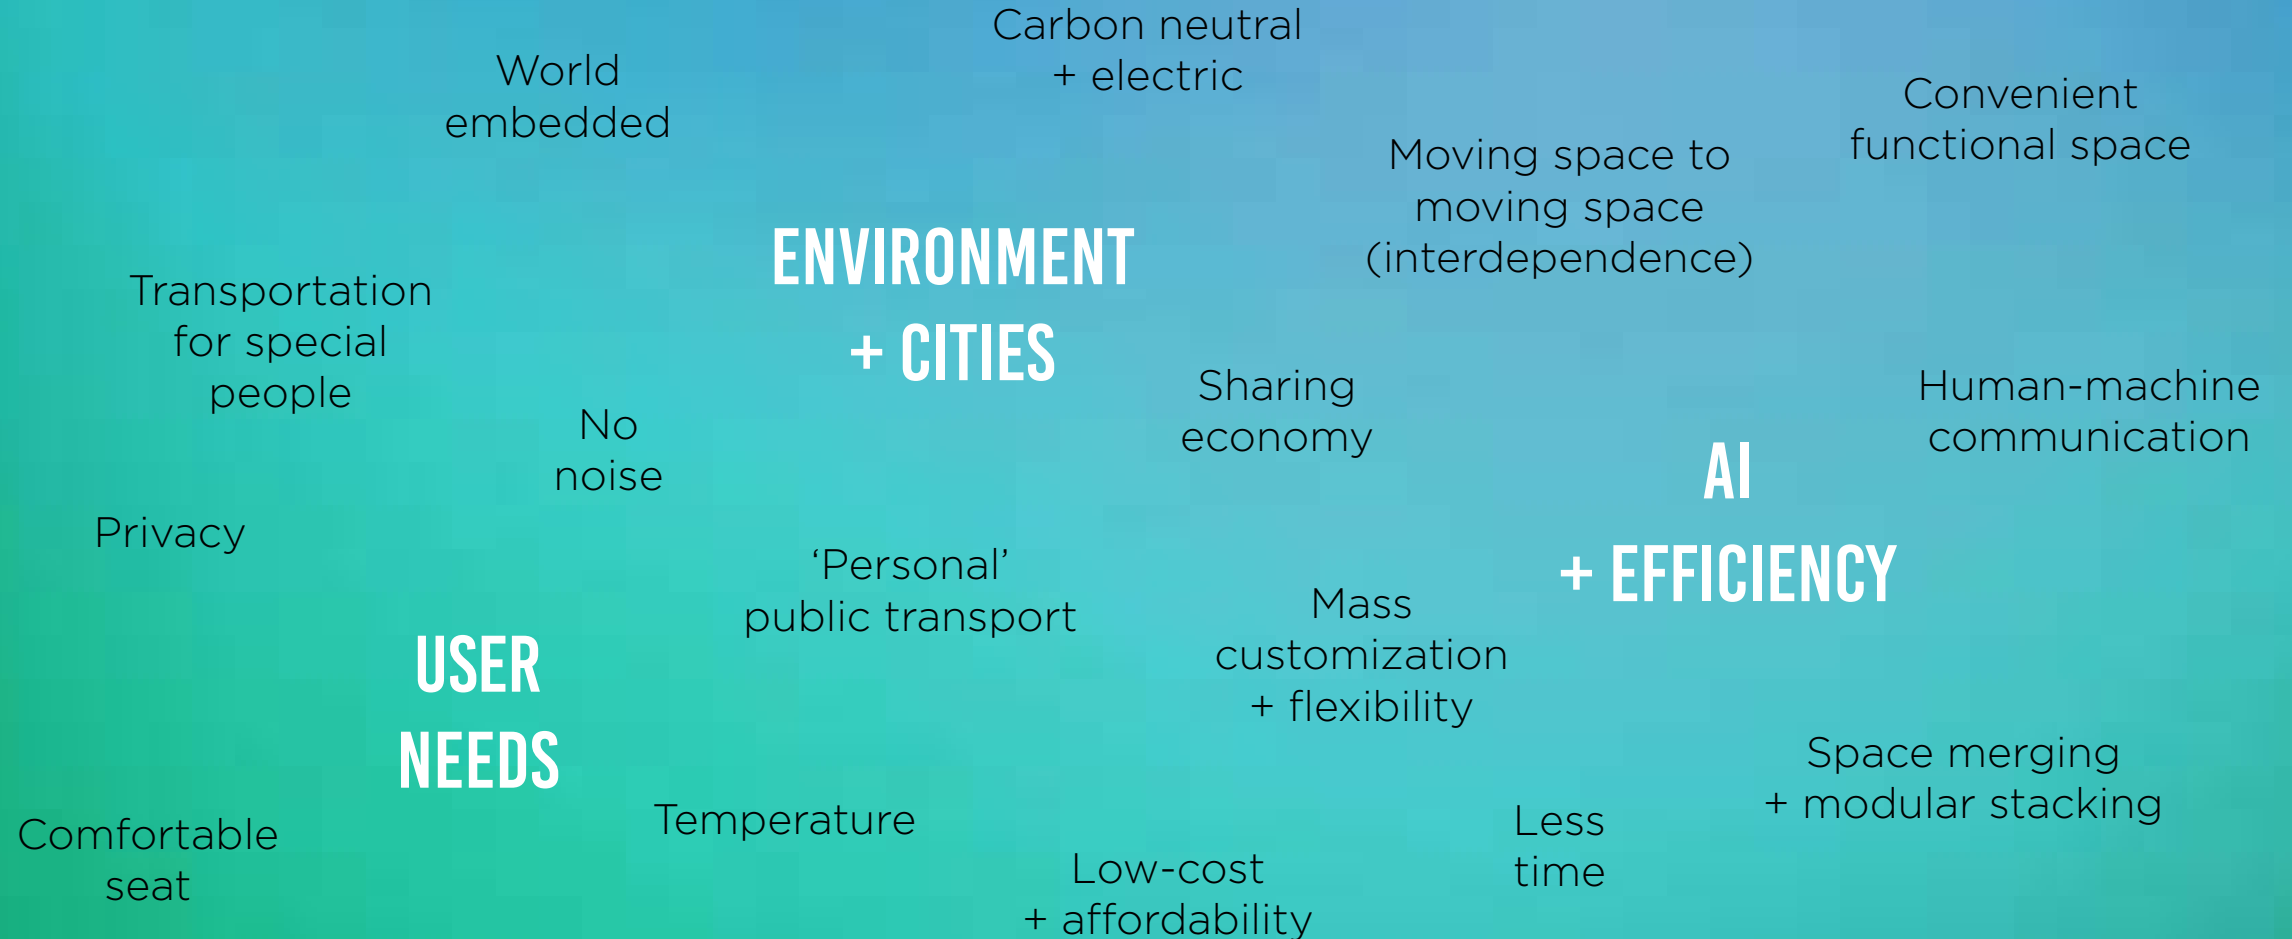 Carbon neutral
+ electric
World
embedded
Convenient
functional space
Moving space to
moving space
(interdependence)
ENVIRONMENT
+ CITIES
Transportation
for special
people
No
noise
Sharing
economy
Human-machine
communication
AI
+ EFFICIENCY
Privacy
‘Personal’
public transport
Mass
customization
+ flexibility
USER
NEEDS
Space merging
+ modular stacking
Comfortable
seat
Temperature
Low-cost
+ affordability
Less
time